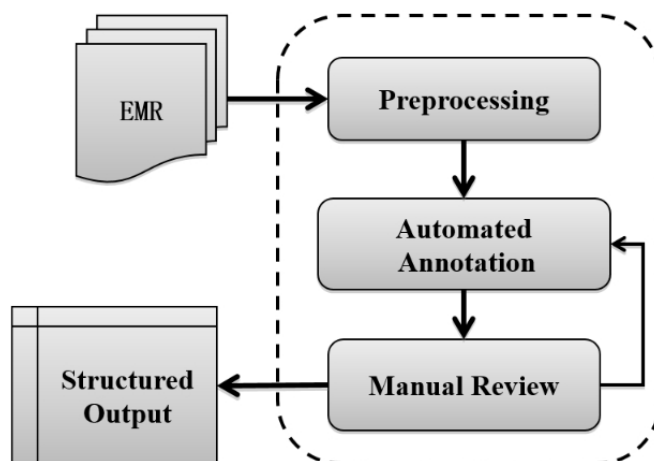 EMR
Preprocessing
Automated
Annotation
Manual Review
Structured
Output